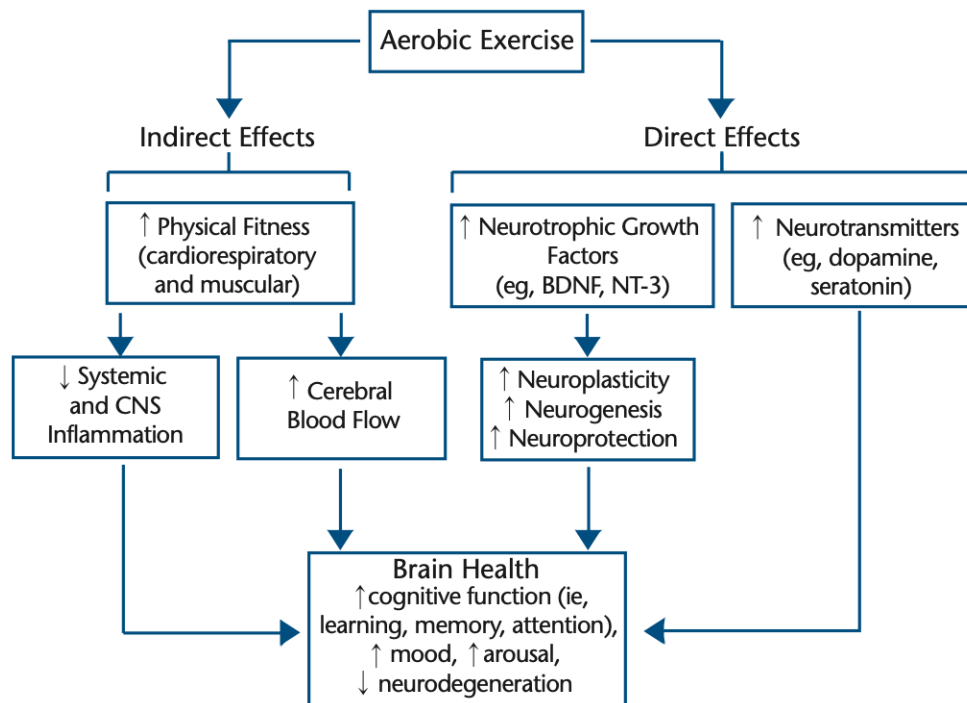 Aerobic Exercise
Indirect Effects
Direct Effects
↑ Physical Fitness
(cardiorespiratory
and muscular)
↑ Neurotrophic Growth
Factors
(eg, BDNF, NT-3)
↑ Neurotransmitters
(eg, dopamine,
seratonin)
↓ Systemic
and CNS
Inflammation
↑ Cerebral
Blood Flow
↑ Neuroplasticity
↑ Neurogenesis
↑ Neuroprotection
Brain Health
↑cognitive function (ie,
learning, memory, attention),
↑ mood, ↑arousal,
↓ neurodegeneration